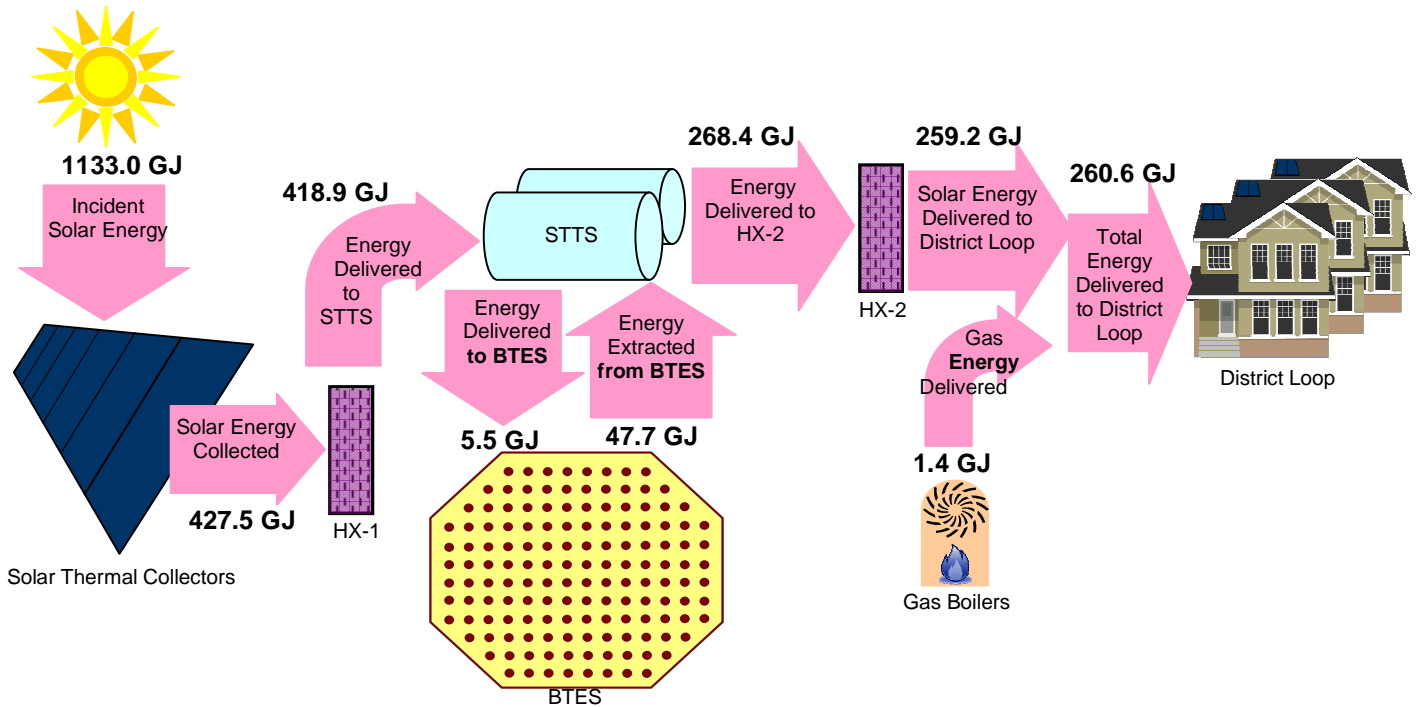 1133.0 GJ
Incident
Solar Energy
418.9 GJ
Energy
Delivered
to
STTS
STTS
268.4 GJ
Energy
Delivered to
HX-2
HX-2
259.2 GJ
Solar Energy
Delivered to
District Loop
260.6 GJ
Total
Energy
Delivered
to District
Loop
District Loop
Energy
Delivered
to BTES
Energy
Extracted
from BTES
Gas
Energy
Delivered
Solar Energy
Collected
427.5 GJ
HX-1
5.5 GJ
47.7 GJ
1.4 GJ
Solar Thermal Collectors
Gas Boilers
BTES